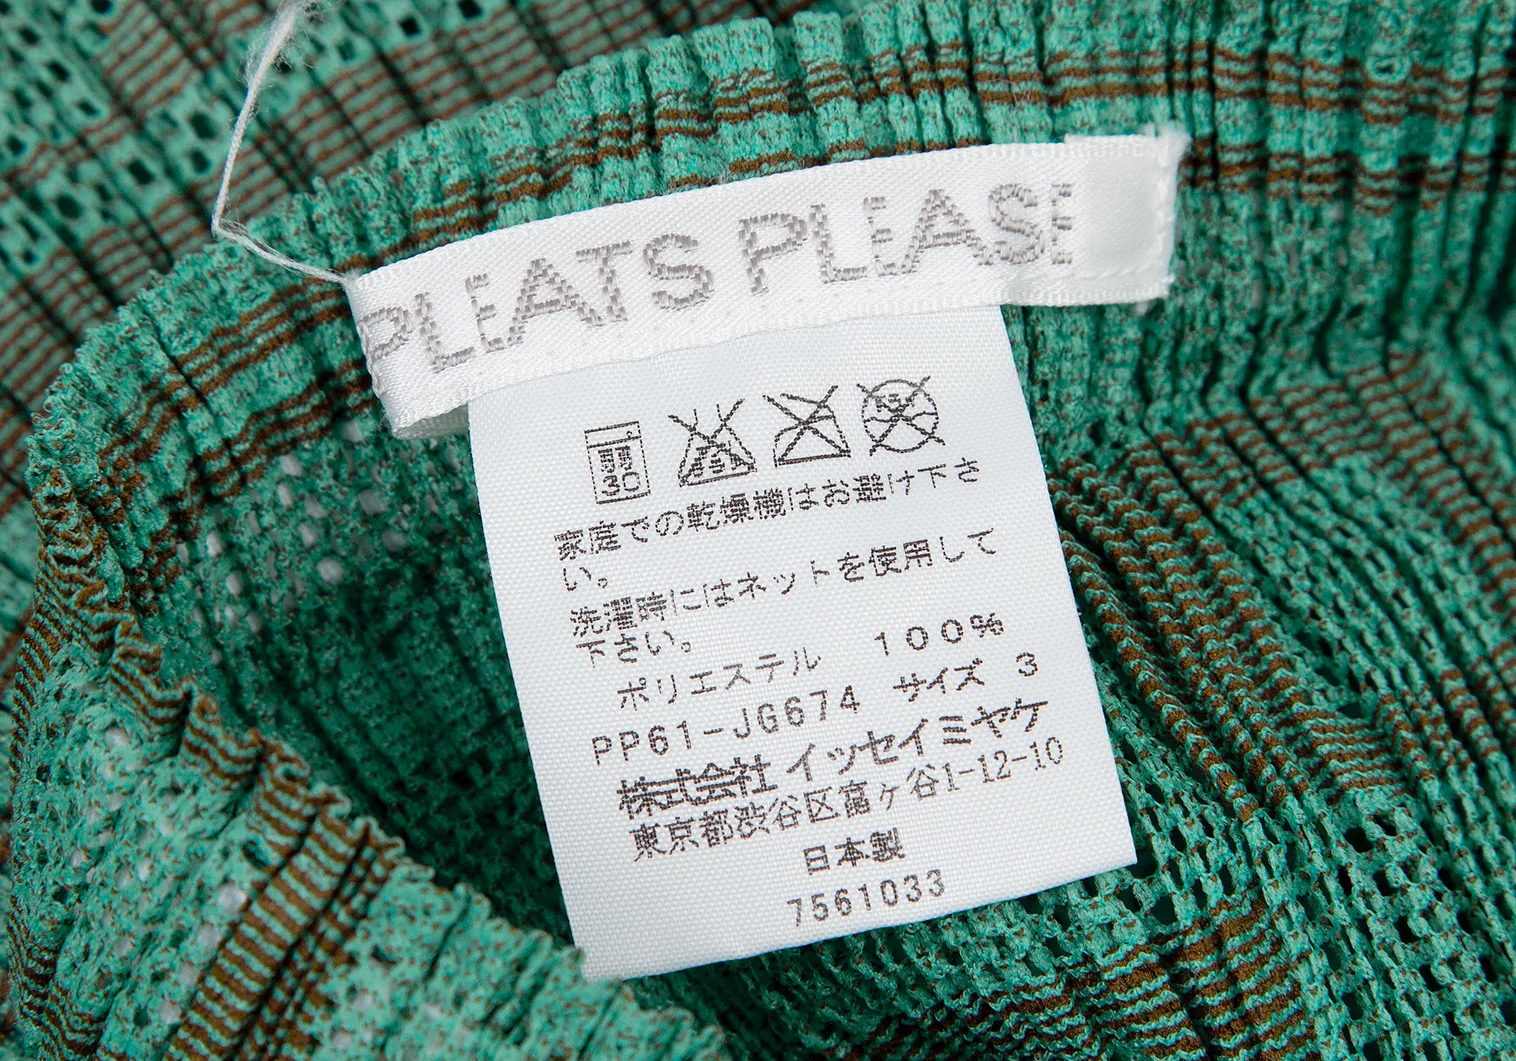 PLEATS PLEASE
30
家庭での乾燥機はお避け下さ
い。
洗濯時にはネットを使用して
下さい。
ポリエステル 100%
PP61-JG674 サイズ 3
株式会社 イッセイミヤケ
東京都渋谷区富ヶ谷1-12-10
日本製
7561033